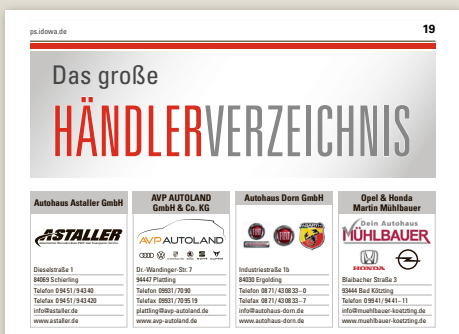 ps.idowa.de
19
Das große
HÄNDLERVERZEICHNIS
Autohaus Astaller GmbH
ASTALLER
Dieselstraße 1
84069 Schierling
Telefon 09451/94340
Telefax 09451/943420
info@astaller.de
www.astaller.de
AVP AUTOLAND
GmbH & Co. KG
AVP AUTOLAND
Dr.-Wandinger-Str. 7
94447 Plattling
Telefon 09931/7090
Telefax 09931/709519
plattling@avp-autoland.de
www.avp-autoland.de
Autohaus Dorn GmbH
Industriestraße 1b
84030 Ergolding
Telefon 0871/430833–0
Telefax 0871/430833–7
info@autohaus-dorn.de
www.autohaus-dorn.de
Opel & Honda
Martin Mühlbauer
Dein Autohaus
MÜHLBAUER
HONDA
Blaibacher Straße 3
93444 Bad Kötzting
Telefon 09941/9441–11
info@muehlbauer-koetzting.de
www.muehlbauer-koetzting.de